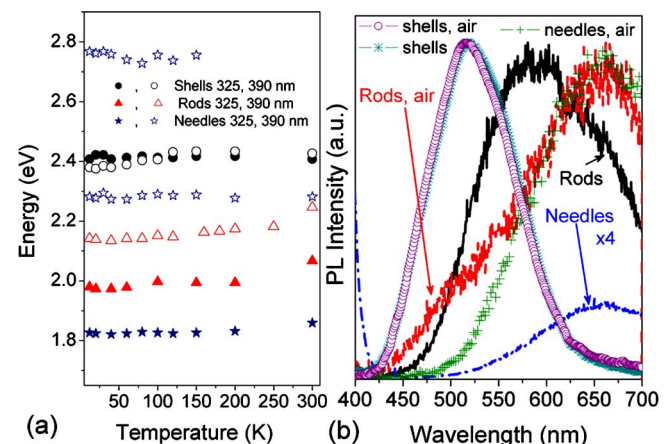 2.8
2.6
2.4
2.2
2.0
1.8
Energy (eV)
, Shells 325, 390 nm
, Rods 325, 390 nm
, Needles 325, 390 nm
50 100 150 200 250 300
Temperature (K)
(a)
shells, air
shells
needles, air
Rods, air
Rods
Needles
x4
PL Intensity (a.u.)
400 450 500 550 600 650 700
Wavelength (nm)
(b)